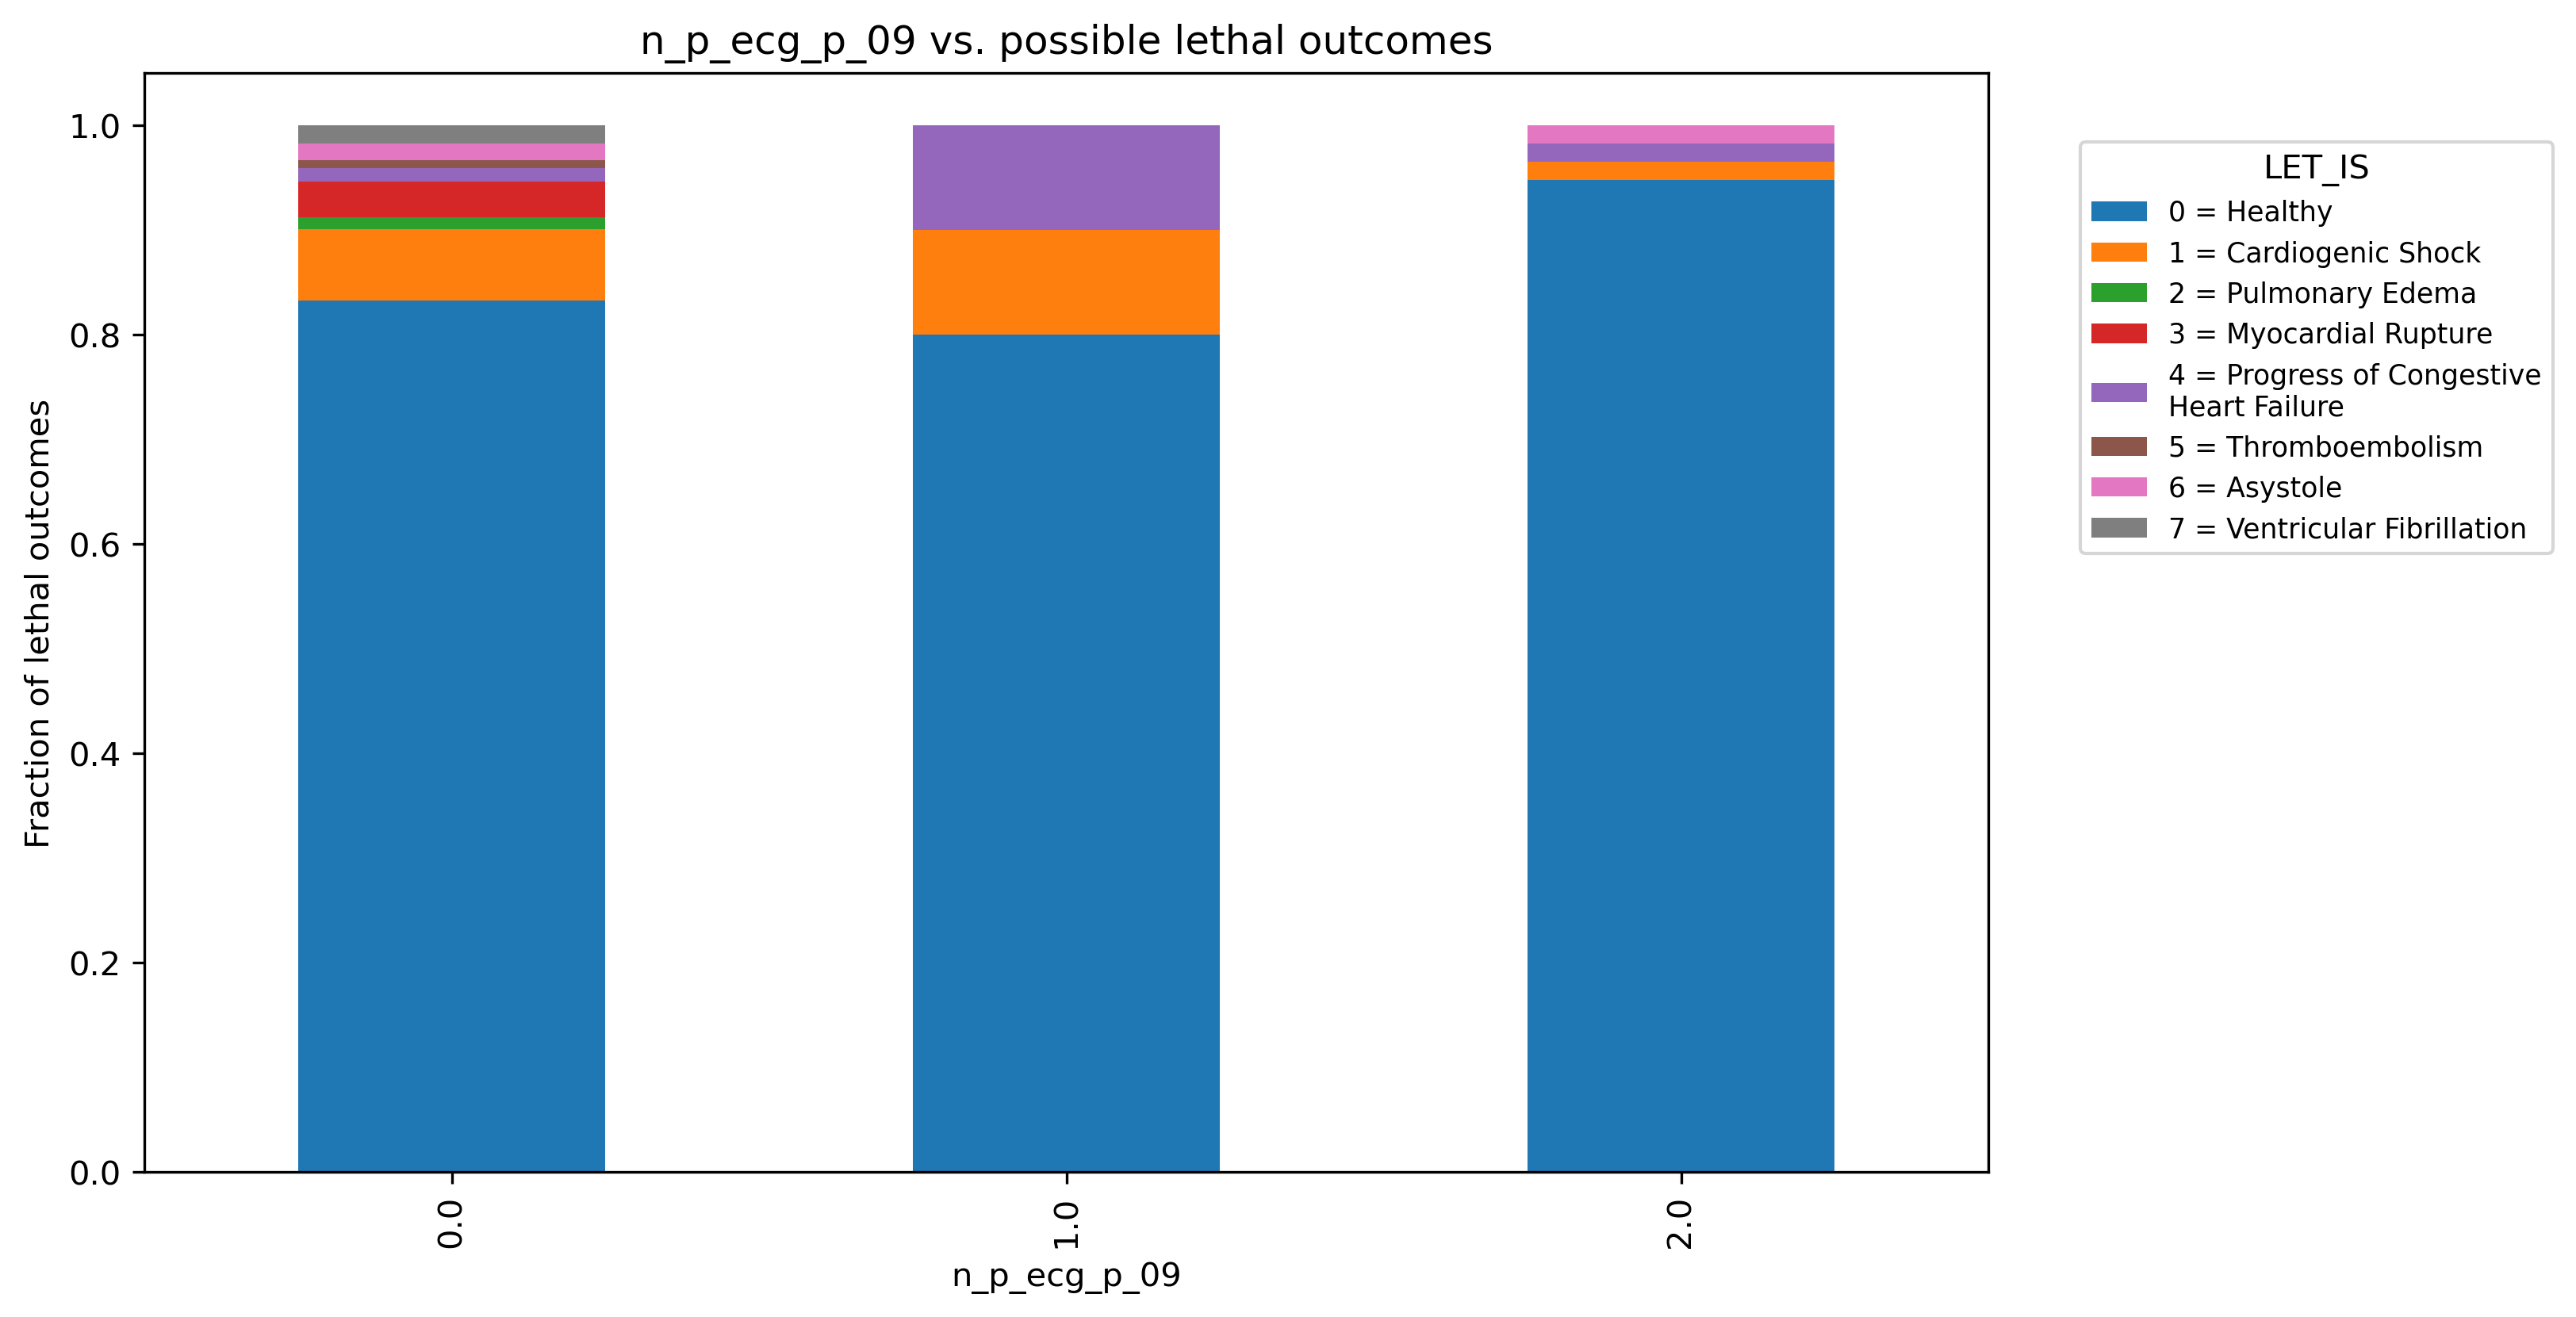 n_p_ecg_p_09 vs. possible lethal outcomes
Fraction of lethal outcomes
1.0
0.8
0.6
0.4
0.2
0.0
0.0
1.0
2.0
n_p_ecg_p_09
LET_IS
0 = Healthy
1 = Cardiogenic Shock
2 = Pulmonary Edema
3 = Myocardial Rupture
4 = Progress of Congestive
Heart Failure
5 = Thromboembolism
6 = Asystole
7 = Ventricular Fibrillation